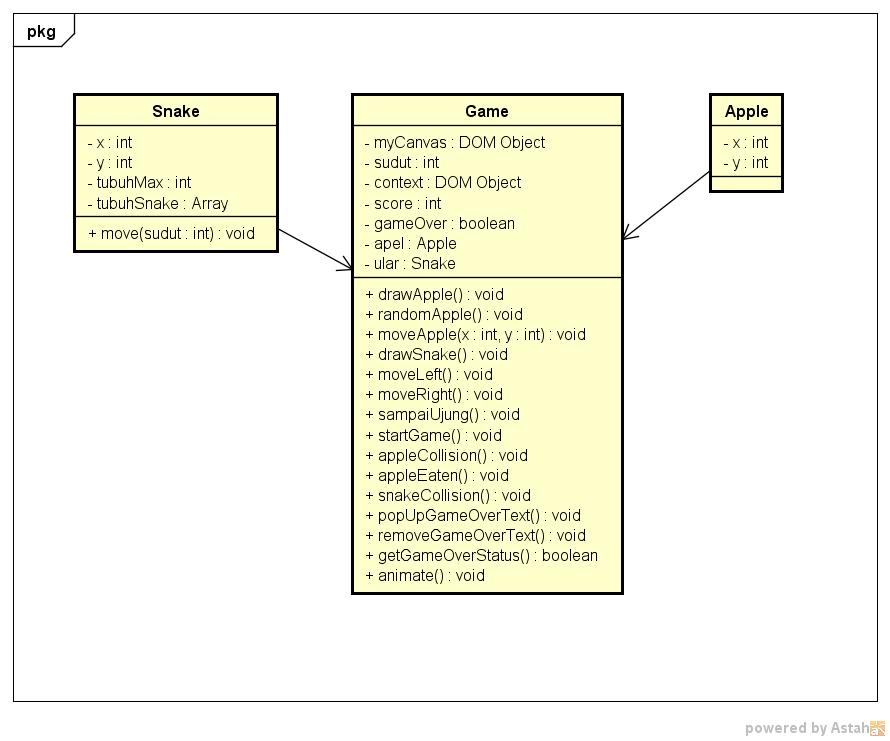 pkg
Snake
- x : int
- y : int
- tubuhMax : int
- tubuhSnake : Array
+ move(sudut : int) : void
Game
- myCanvas : DOM Object
- sudut : int
- context : DOM Object
- score : int
- gameOver : boolean
- apel : Apple
- ular : Snake
+ drawApple() : void
+ randomApple() : void
+ moveApple(x : int, y : int) : void
+ drawSnake() : void
+ moveLeft() : void
+ moveRight() : void
+ sampaiUjung() : void
+ startGame() : void
+ appleCollision() : void
+ appleEaten() : void
+ snakeCollision() : void
+ popUpGameOverText() : void
+ removeGameOverText() : void
+ getGameOverStatus() : boolean
+ animate() : void
Apple
- x : int
- y : int
powered by Astah